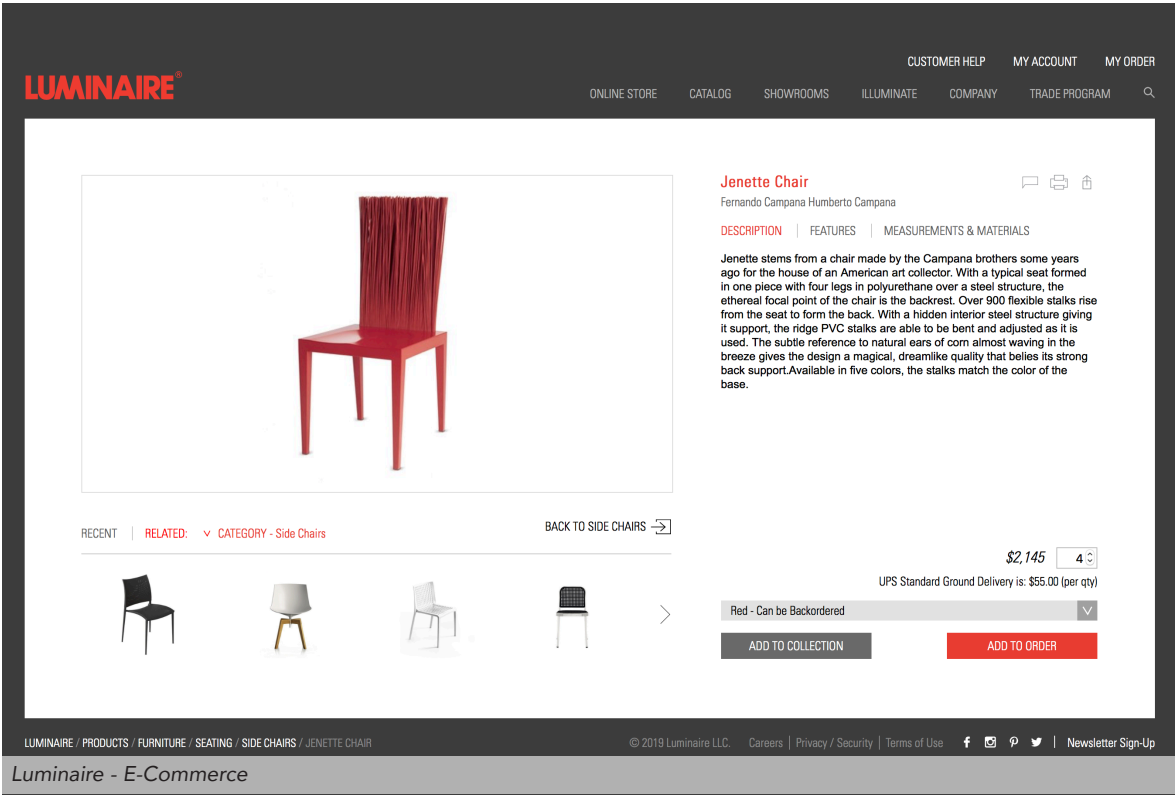 CUSTOMER HELP MY ACCOUNT MY ORDER
LUMINAIRE®
ONLINE STORE CATALOG SHOWROOMS ILLUMINATE COMPANY TRADE PROGRAM
Jenette Chair
Fernando Campana Humberto Campana
DESCRIPTION | FEATURES | MEASUREMENTS & MATERIALS
Jenette stems from a chair made by the Campana brothers some years
ago for the house of an American art collector. With a typical seat formed
in one piece with four legs in polyurethane over a steel structure, the
ethereal focal point of the chair is the backrest. Over 900 flexible stalks rise
from the seat to form the back. With a hidden interior steel structure giving
it support, the ridge PVC stalks are able to be bent and adjusted as it is
used. The subtle reference to natural ears of corn almost waving in the
breeze gives the design a magical, dreamlike quality that belies its strong
back support.Available in five colors, the stalks match the color of the
base.
RECENT | RELATED: v CATEGORY - Side Chairs
BACK TO SIDE CHAIRS
$2,145 4
UPS Standard Ground Delivery is: $55.00 (per qty)
Red - Can be Backordered
ADD TO COLLECTION ADD TO ORDER
LUMINAIRE / PRODUCTS / FURNITURE / SEATING / SIDE CHAIRS / JENETTE CHAIR
© 2019 Luminaire LLC. Careers | Privacy / Security | Terms of Use | Newsletter Sign-Up
Luminaire - E-Commerce